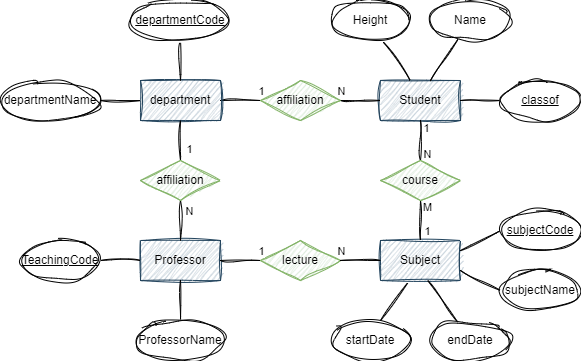 departmentCode
Height
Name
departmentName
department
1
affiliation
N
Student
classof
1
1
N
affiliation
course
N
M
1
TeachingCode
Professor
1
lecture
N
Subject
subjectCode
subjectName
ProfessorName
startDate
endDate